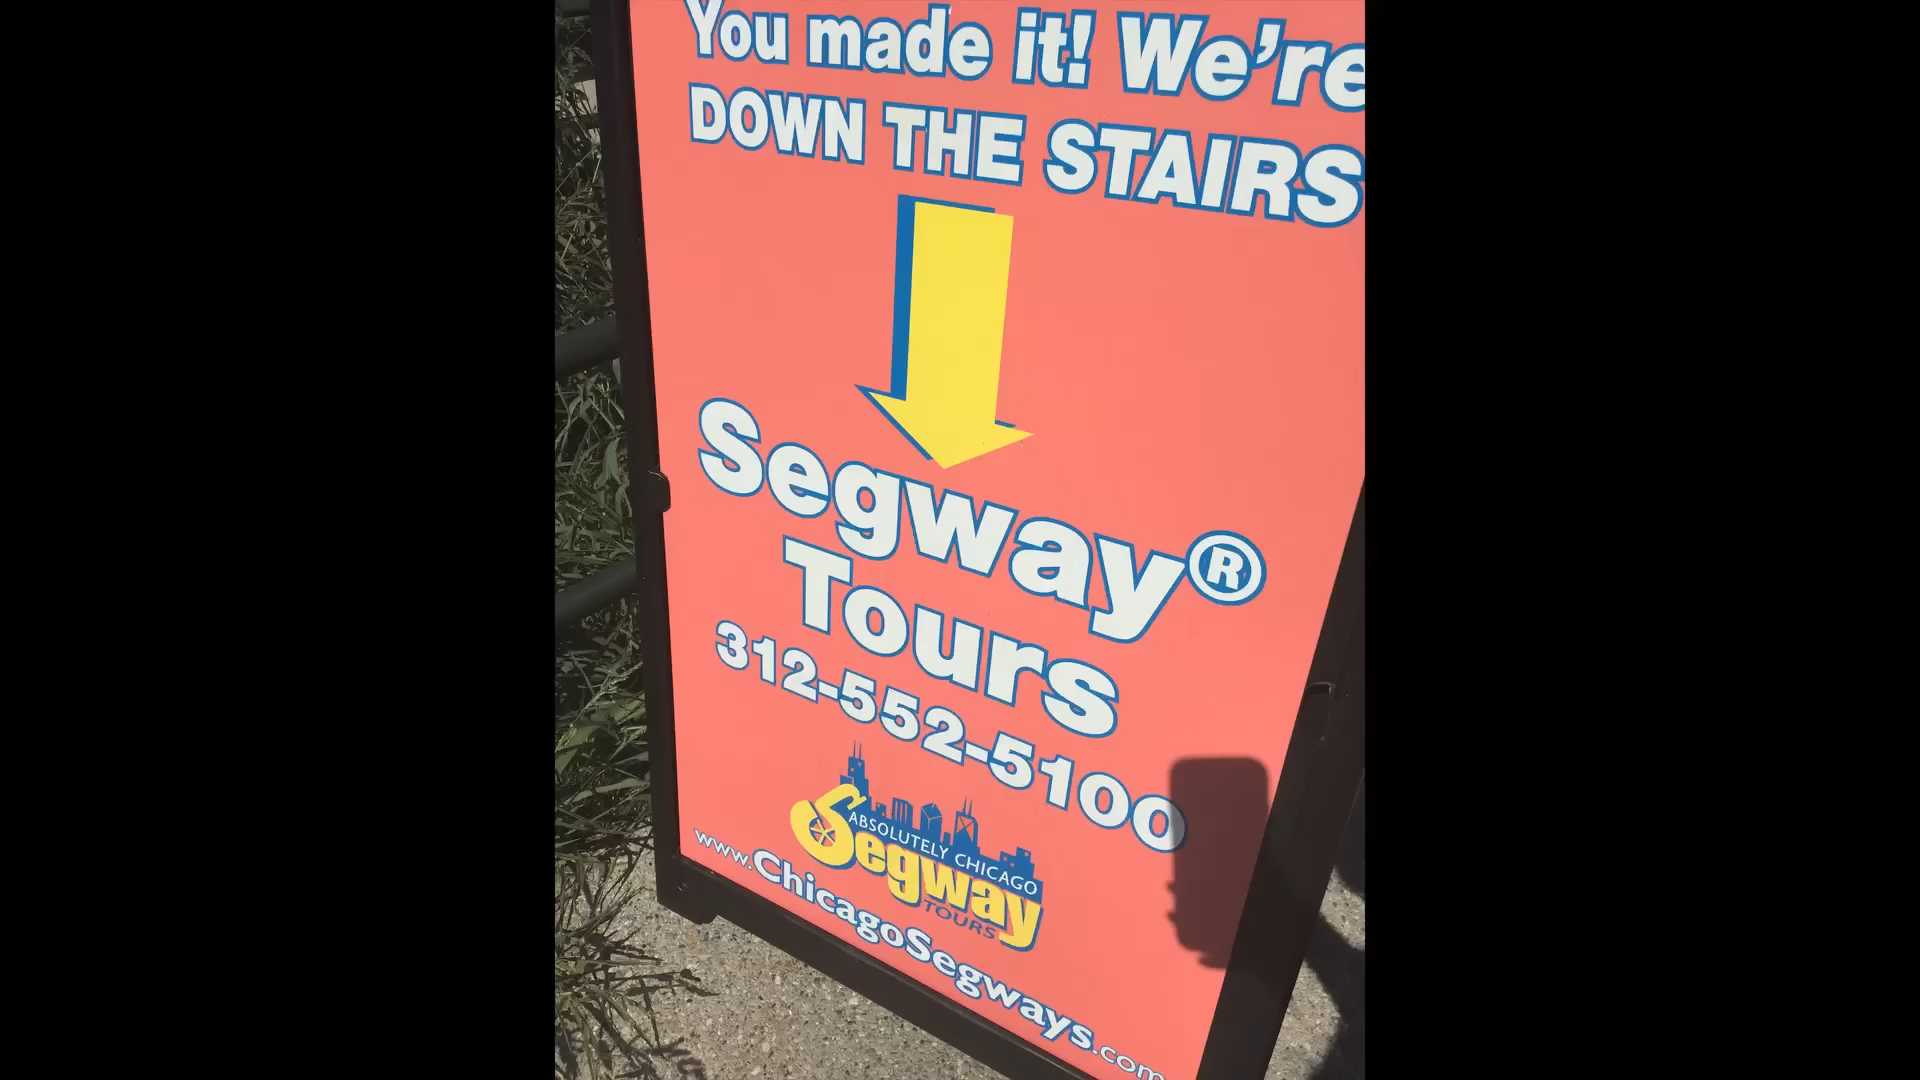 You made it! We're
DOWN THE STAIRS
Segway®
Tours
312-552-5100
ABSOLUTELY CHICAGO
Segway
TOURS
www.ChicagoSegways.com